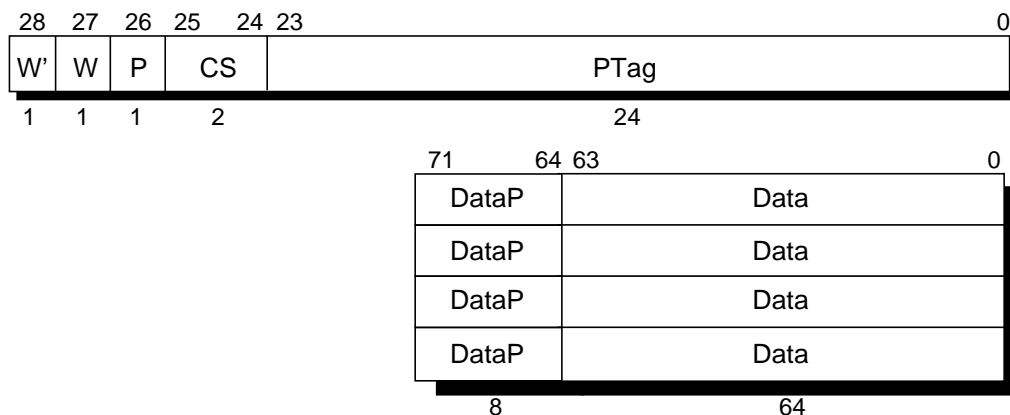 28 27 26 25 24 23 0
W’ W P CS PTag
1 1 1 2 24
71 64 63 0
DataP Data
DataP Data
DataP Data
DataP Data
8 64